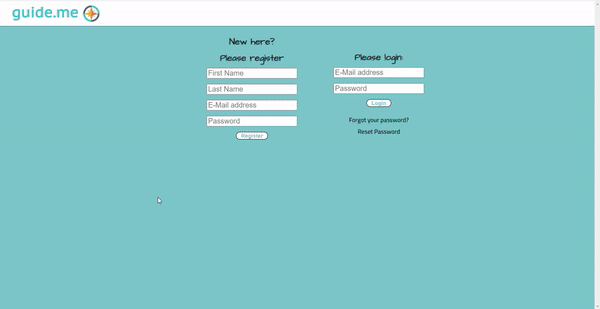 guide.me
New here?
Please register
First Name
Last Name
E-Mail address
Password
Register
Please login:
E-Mail address
Password
Login
Forgot your password?
Reset Password